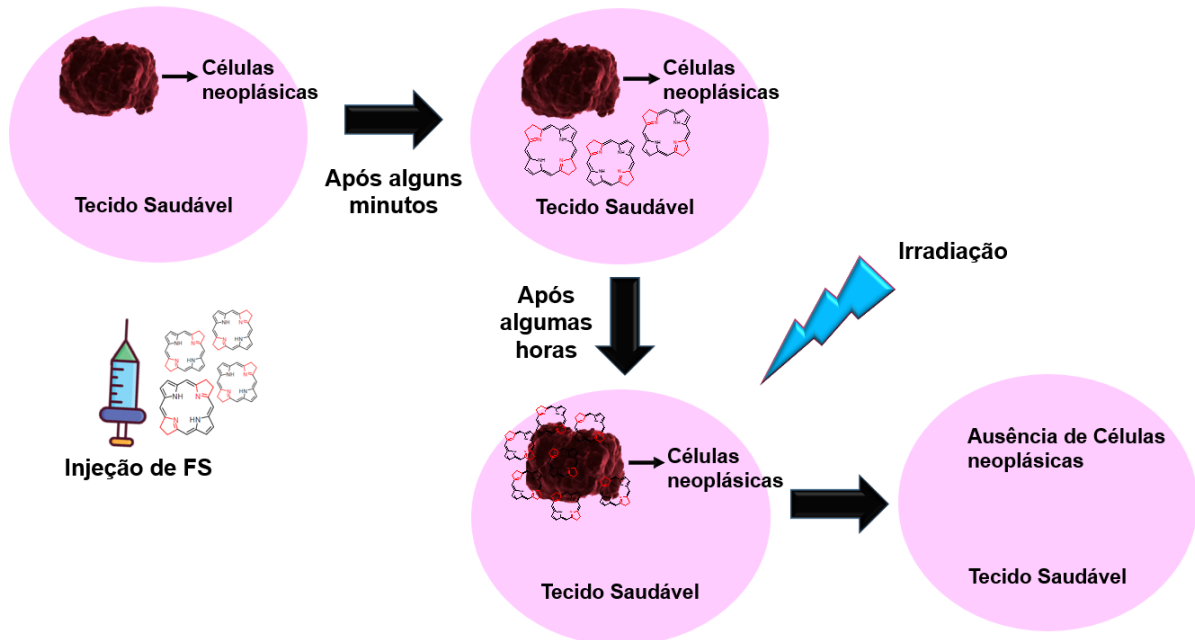 Células
neoplásicas
Tecido Saudável
Após alguns
minutos
Células
neoplásicas
Tecido Saudável
Injeção de FS
Após
algumas
horas
Irradiação
Células
neoplásicas
Tecido Saudável
Ausência de Células
neoplásicas
Tecido Saudável